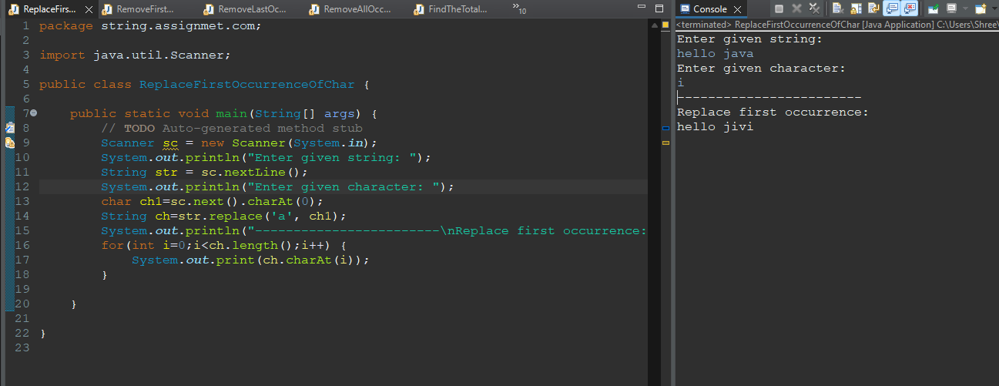 ReplaceFirs... RemoveFirst... RemoveLastOc... RemoveAllOcc... FindTheTotal... »10
1 package string.assignmet.com;
2
3 import java.util.Scanner;
4
5 public class ReplaceFirstOccurrenceOfChar {
6
7 public static void main(String[] args) {
8 // TODO Auto-generated method stub
9 Scanner sc = new Scanner(System.in);
10 System.out.println("Enter given string: ");
11 String str = sc.nextLine();
12 System.out.println("Enter given character: ");
13 char ch1=sc.next().charAt(0);
14 String ch=str.replace('a', ch1);
15 System.out.println("------------------------\nReplace first occurrence:
16 for(int i=0;i<ch.length();i++) {
17 System.out.print(ch.charAt(i));
18 }
19
20 }
21
22 }
23
Console
<terminated> ReplaceFirstOccurrenceOfChar [Java Application] C:\Users\Shree\
Enter given string:
hello java
Enter given character:
i
------------------------
Replace first occurrence:
hello jivi